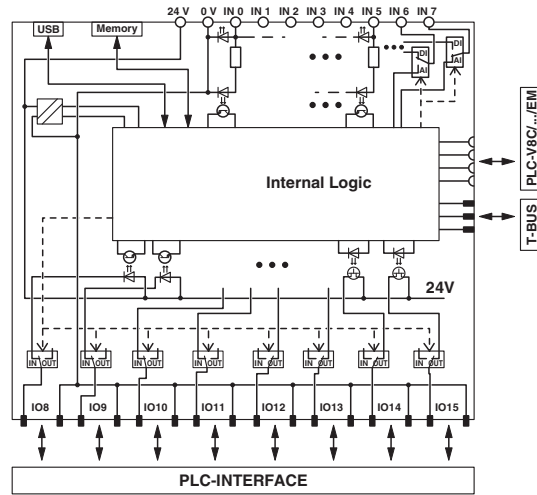 24 V 0 V IN 0 IN 1 IN 2 IN 3 IN 4 IN 5 IN 6 IN 7
USB Memory
DI
AI
DI
AI
PLC-V8C/.../EM
Internal Logic
T-BUS
24V
IN OUT IN OUT IN OUT IN OUT IN OUT IN OUT IN OUT IN OUT
IO8 IO9 IO10 IO11 IO12 IO13 IO14 IO15
PLC-INTERFACE